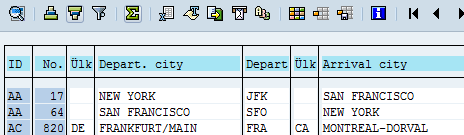 ID No. Ülk Depart. city Depart Ülk Arrival city
AA 17 NEW YORK JFK SAN FRANCISCO
AA 64 SAN FRANCISCO SFO NEW YORK
AC 820 DE FRANKFURT/MAIN FRA CA MONTREAL-DORVAL